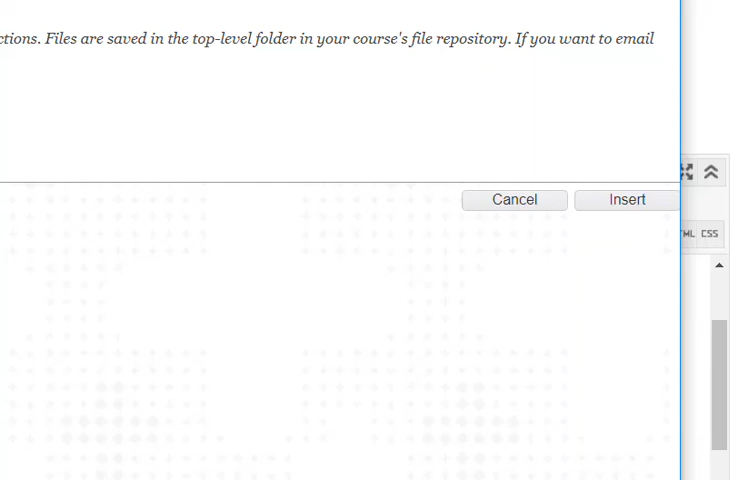 Files are saved in the top-level folder in your course's file repository. If you want to email
Cancel Insert
CSS